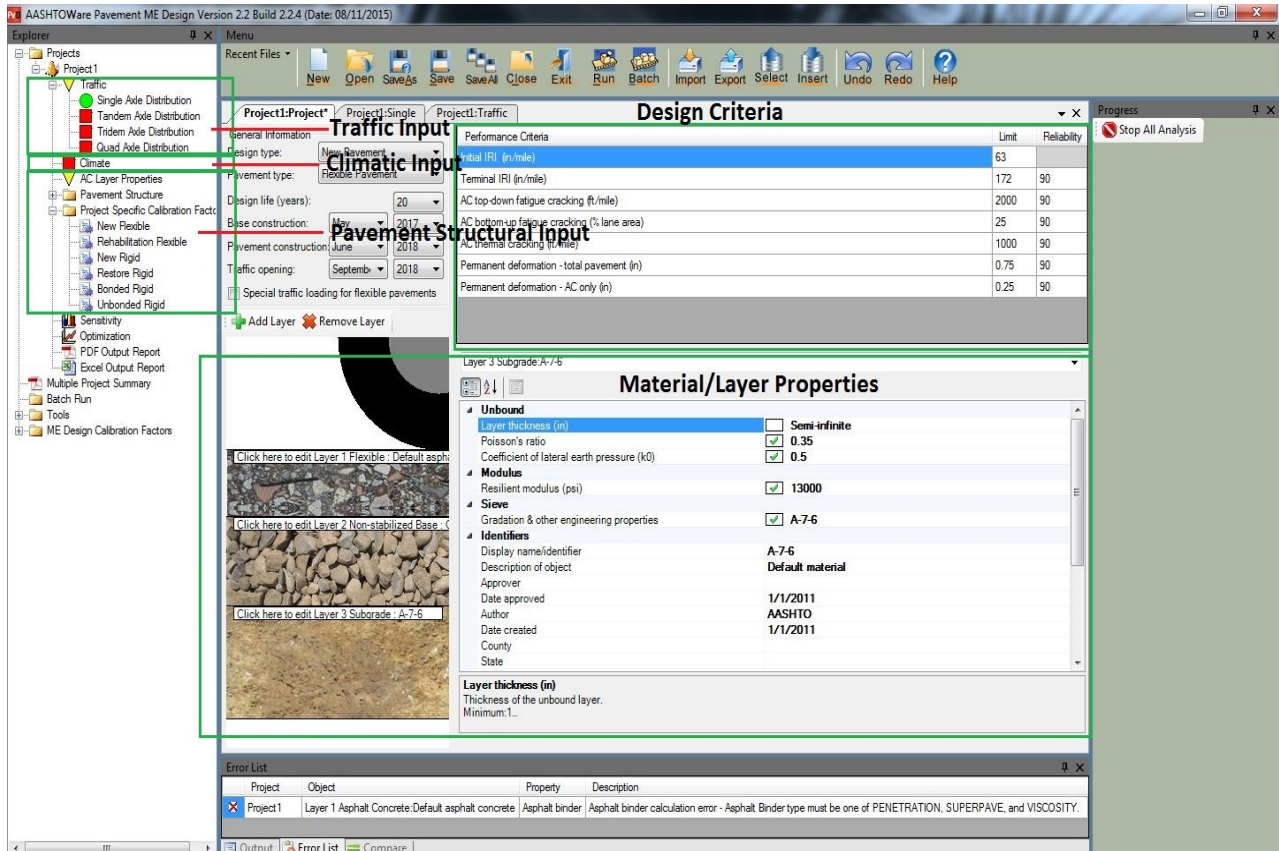 AASHTOWare Pavement ME Design Version 2.2 Build 2.2.4 (Date: 08/11/2015)
Explorer
Projects
Project1
Traffic
Single Axle Distribution
Tandem Axle Distribution
Tridem Axle Distribution
Quad Axle Distribution
Climate
AC Layer Properties
Pavement Structure
Project Specific Calibration Facto
New Flexible
Rehabilitation Flexible
New Rigid
Restore Rigid
Bonded Rigid
Unbonded Rigid
Sensitivity
Optimization
PDF Output Report
Excel Output Report
Multiple Project Summary
Batch Run
Tools
ME Design Calibration Factors
Traffic Input
Climatic Input
Pavement Structural Input
Menu
Recent Files
New Open SaveAs Save SaveAll Close Exit Run Batch Import Export Select Insert Undo Redo Help
Project1:Project* Project1:Single Project1:Traffic
Design Criteria
General Information
Design type: New Pavement
Pavement type: Flexible Pavement
Design life (years): 20
Base construction: May 2017
Pavement construction: June 2018
Traffic opening: Septemb 2018
Special traffic loading for flexible pavements
Add Layer Remove Layer
Performance Criteria Limit Reliability
Initial IRI (in/mile) 63
Terminal IRI (in/mile) 172 90
AC top-down fatigue cracking (ft/mile) 2000 90
AC bottom-up fatigue cracking (% lane area) 25 90
AC thermal cracking (ft/mile) 1000 90
Permanent deformation - total pavement (in) 0.75 90
Permanent deformation - AC only (in) 0.25 90
Click here to edit Layer 1 Flexible : Default aspha
Click here to edit Layer 2 Non-stabilized Base : C
Click here to edit Layer 3 Subgrade : A-7-6
Layer 3 Subgrade:A-7-6
Material/Layer Properties
Unbound
Layer thickness (in) Semi-infinite
Poisson's ratio 0.35
Coefficient of lateral earth pressure (k0) 0.5
Modulus
Resilient modulus (psi) 13000
Sieve
Gradation & other engineering properties A-7-6
Identifiers
Display name/identifier A-7-6
Description of object Default material
Approver
Date approved 1/1/2011
Author AASHTO
Date created 1/1/2011
County
State
Layer thickness (in)
Thickness of the unbound layer.
Minimum:1...
Progress
Stop All Analysis
Error List
Project Object Property Description
Project1 Layer 1 Asphalt Concrete:Default asphalt concrete Asphalt binder Asphalt binder calculation error - Asphalt Binder type must be one of PENETRATION, SUPERPAVE, and VISCOSITY.
Output Error List Compare